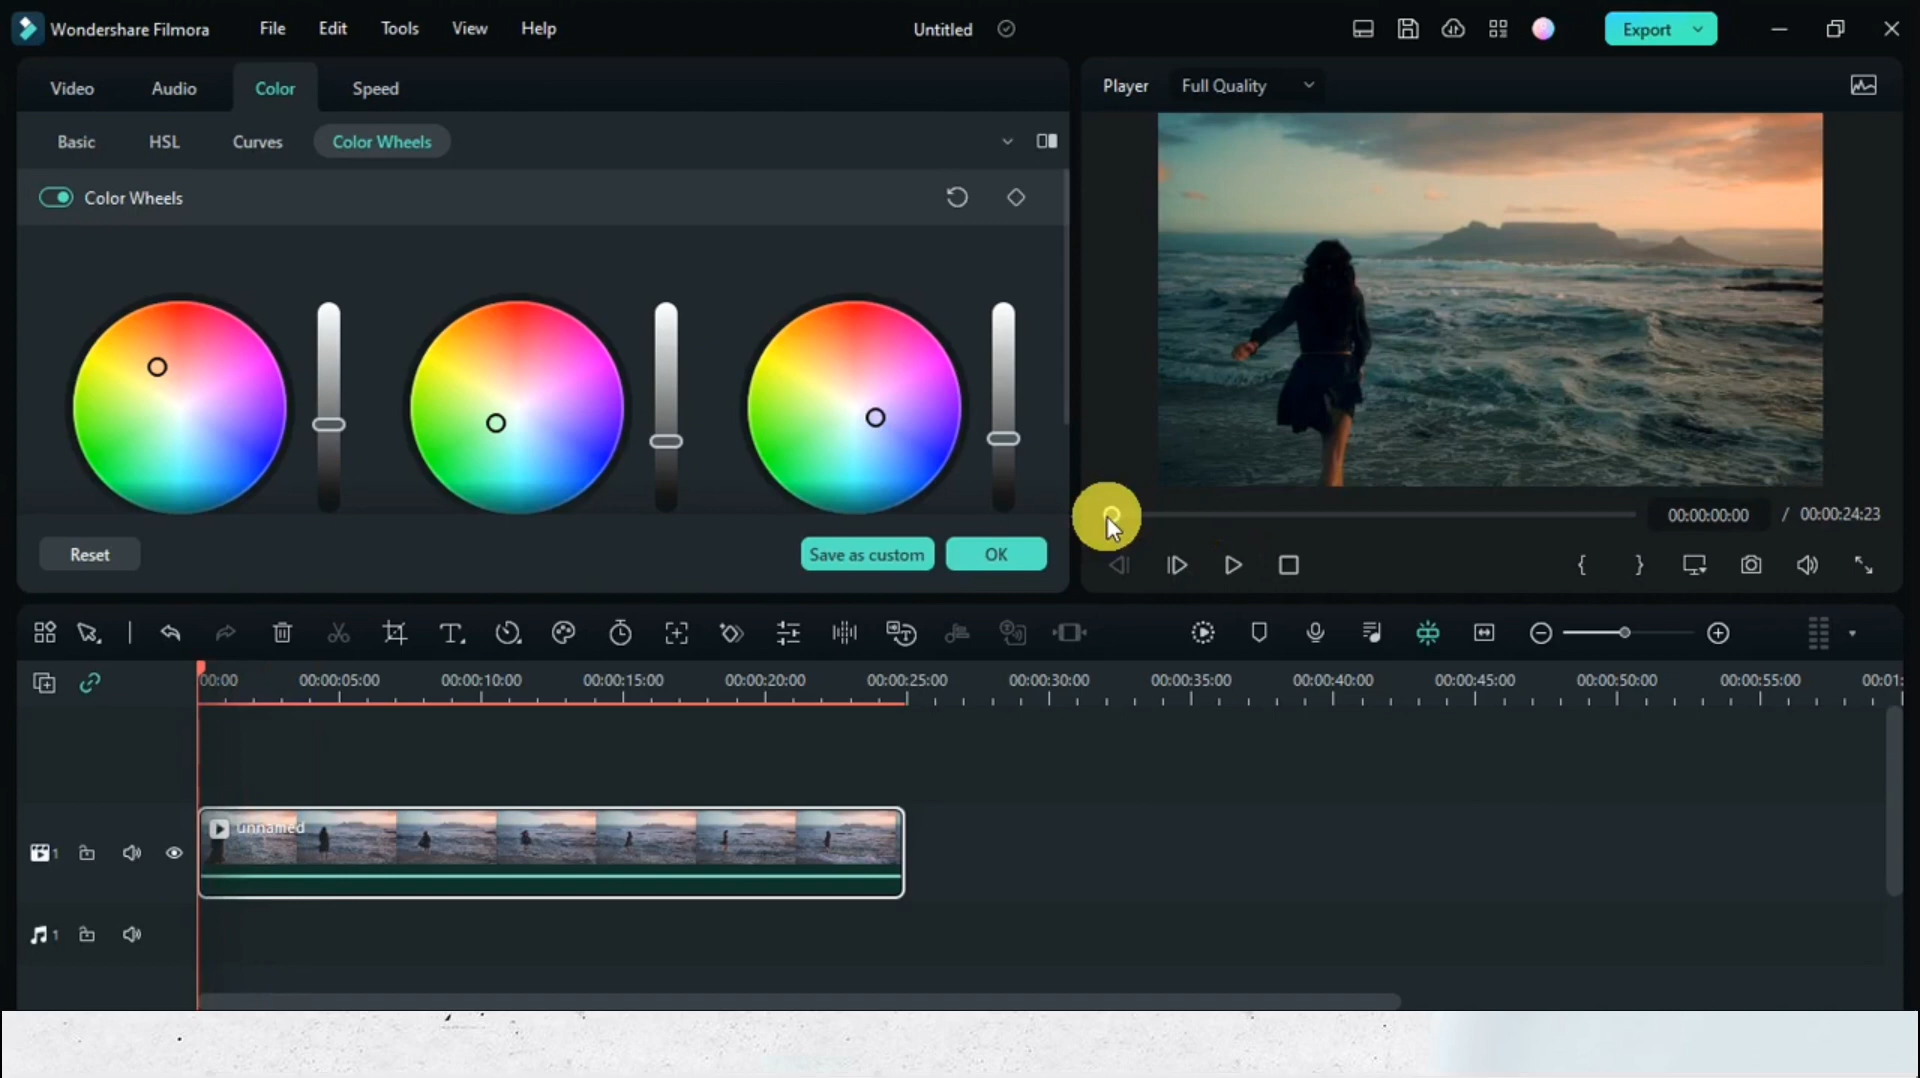 Wondershare Filmora File Edit Tools View Help Untitled Export
Video Audio Color Speed
Player Full Quality
Basic HSL Curves Color Wheels
Color Wheels
Reset Save as custom OK
00:00:00:00 / 00:00:24:23
00:00 00:00:05:00 00:00:10:00 00:00:15:00 00:00:20:00 00:00:25:00 00:00:30:00 00:00:35:00 00:00:40:00 00:00:45:00 00:00:50:00 00:00:55:00 00:01:
unnamed
1
1